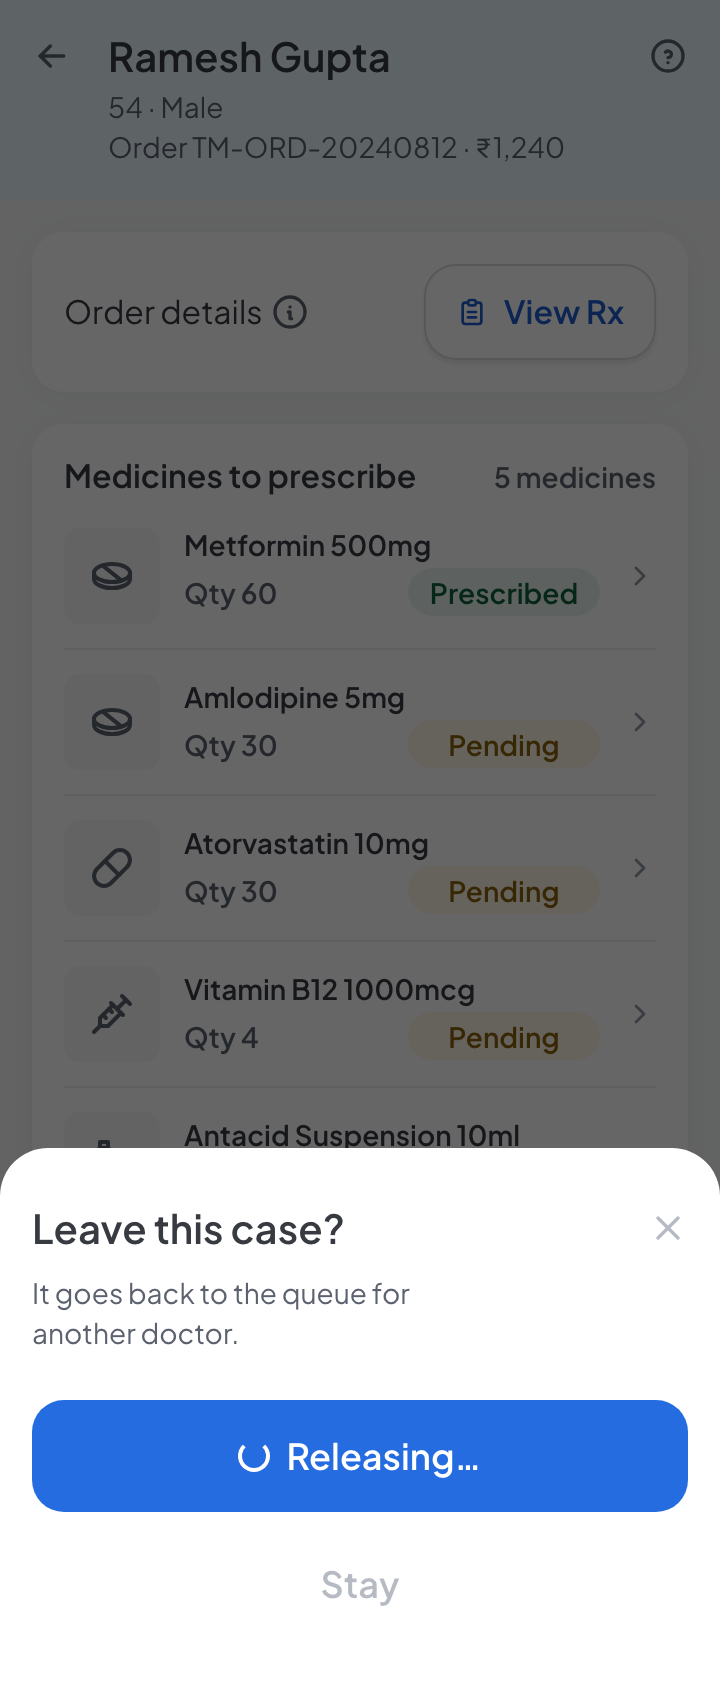 Ramesh Gupta
54 · Male
Order TM-ORD-20240812 · ₹1,240
Order details
View Rx
Medicines to prescribe
5 medicines
Metformin 500mg
Qty 60
Prescribed
Amlodipine 5mg
Qty 30
Pending
Atorvastatin 10mg
Qty 30
Pending
Vitamin B12 1000mcg
Qty 4
Pending
Antacid Suspension 10ml
Leave this case?
It goes back to the queue for
another doctor.
Releasing...
Stay